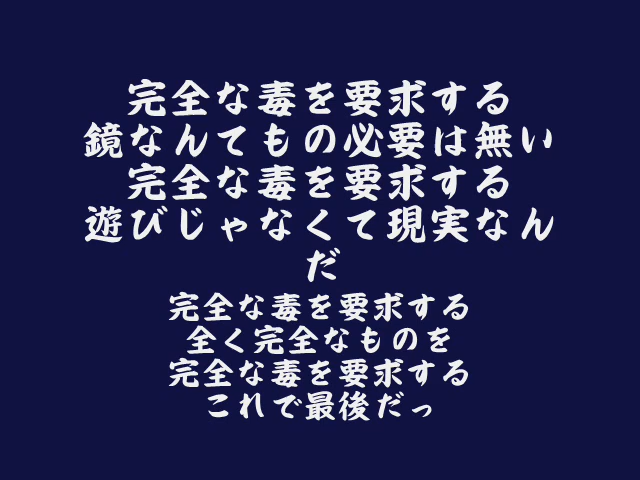 完全な毒を要求する
鏡なんてもの必要は無い
完全な毒を要求する
遊びじゃなくて現実なん
だ
完全な毒を要求する
全く完全なものを
完全な毒を要求する
これで最後だっ